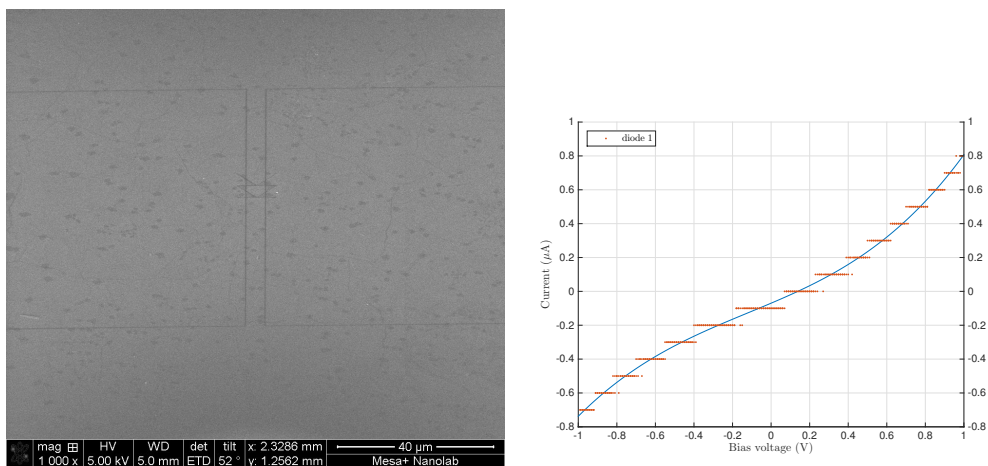 mag ⊞ HV WD det tilt x: 2.3286 mm 40 µm
1 000 x 5.00 kV 5.0 mm ETD 52 ° y: 1.2562 mm Mesa+ Nanolab
diode 1
1 1
0.8 0.8
0.6 0.6
0.4 0.4
0.2 0.2
0 0
-0.2 -0.2
-0.4 -0.4
-0.6 -0.6
-0.8 -0.8
Current (µA)
-1 -0.8 -0.6 -0.4 -0.2 0 0.2 0.4 0.6 0.8 1
Bias voltage (V)